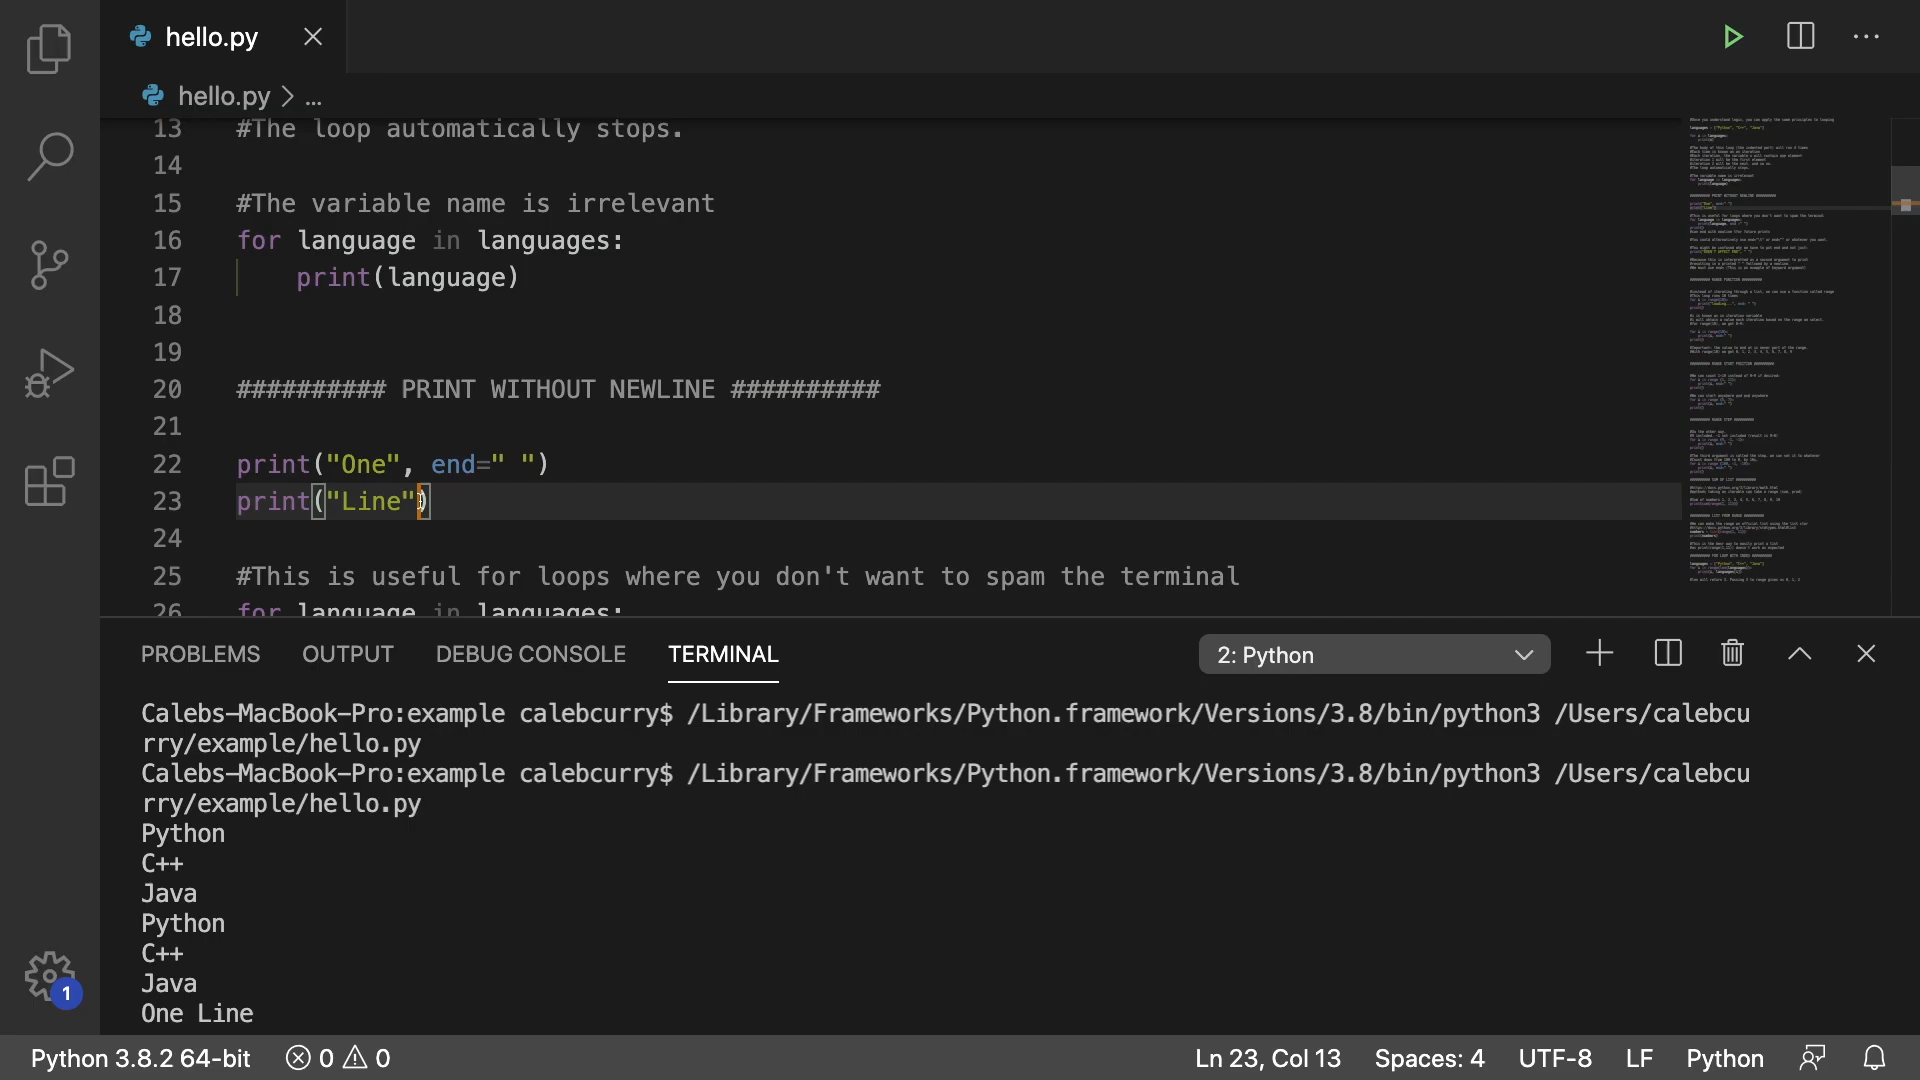 hello.py
hello.py > ...
13 #The loop automatically stops.
14
15 #The variable name is irrelevant
16 for language in languages:
17 print(language)
18
19
20 ########## PRINT WITHOUT NEWLINE ##########
21
22 print("One", end=" ")
23 print("Line")
24
25 #This is useful for loops where you don't want to spam the terminal
26 for language in languages:
PROBLEMS OUTPUT DEBUG CONSOLE TERMINAL 2: Python
Calebs-MacBook-Pro:example calebcurry$ /Library/Frameworks/Python.framework/Versions/3.8/bin/python3 /Users/calebcu
rry/example/hello.py
Calebs-MacBook-Pro:example calebcurry$ /Library/Frameworks/Python.framework/Versions/3.8/bin/python3 /Users/calebcu
rry/example/hello.py
Python
C++
Java
Python
C++
Java
One Line
1
Python 3.8.2 64-bit 0 0 Ln 23, Col 13 Spaces: 4 UTF-8 LF Python